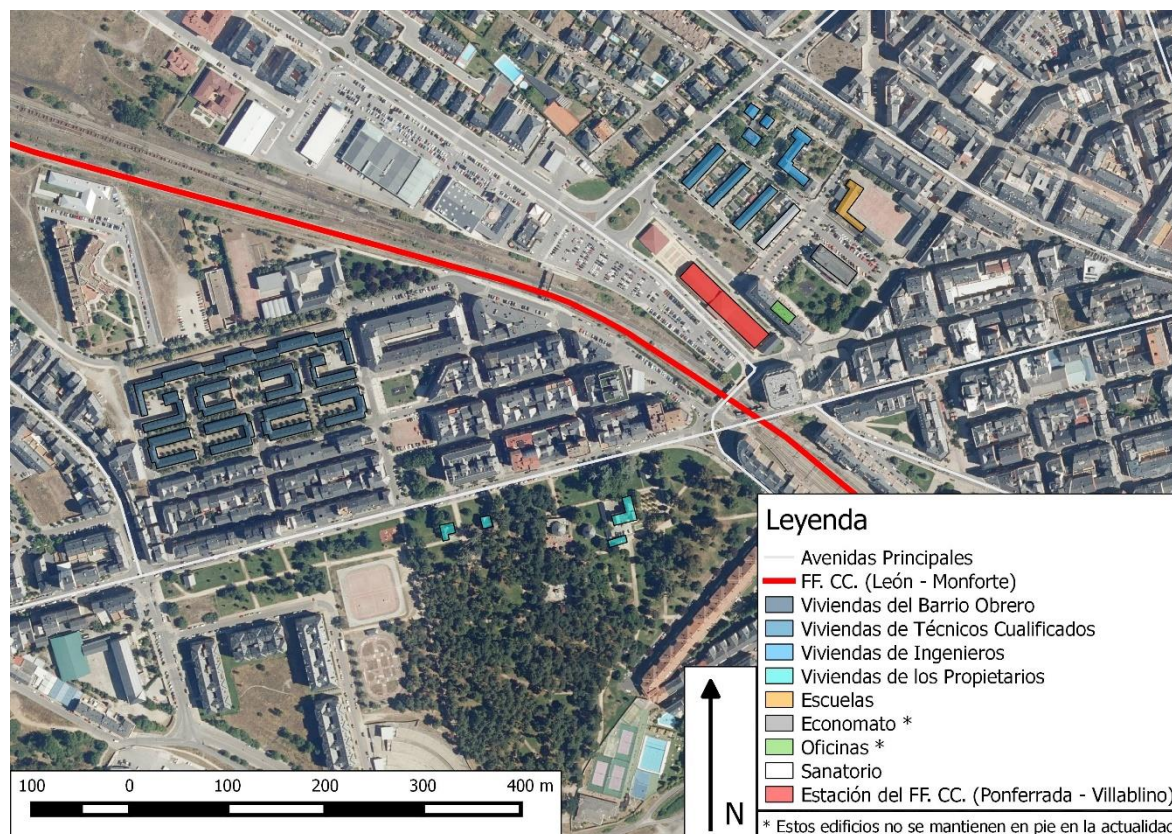 Leyenda
Avenidas Principales
FF. CC. (León - Monforte)
Viviendas del Barrio Obrero
Viviendas de Técnicos Cualificados
Viviendas de Ingenieros
Viviendas de los Propietarios
Escuelas
Economato *
Oficinas *
Sanatorio
Estación del FF. CC. (Ponferrada - Villablino)
* Estos edificios no se mantienen en pie en la actualidad
N
100 0 100 200 300 400 m